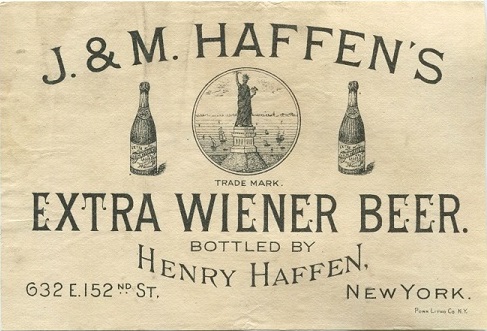 J. & M. HAFFEN'S
TRADE MARK.
EXTRA WIENER BEER.
BOTTLED BY
HENRY HAFFEN,
632 E. 152ND ST. NEW YORK.